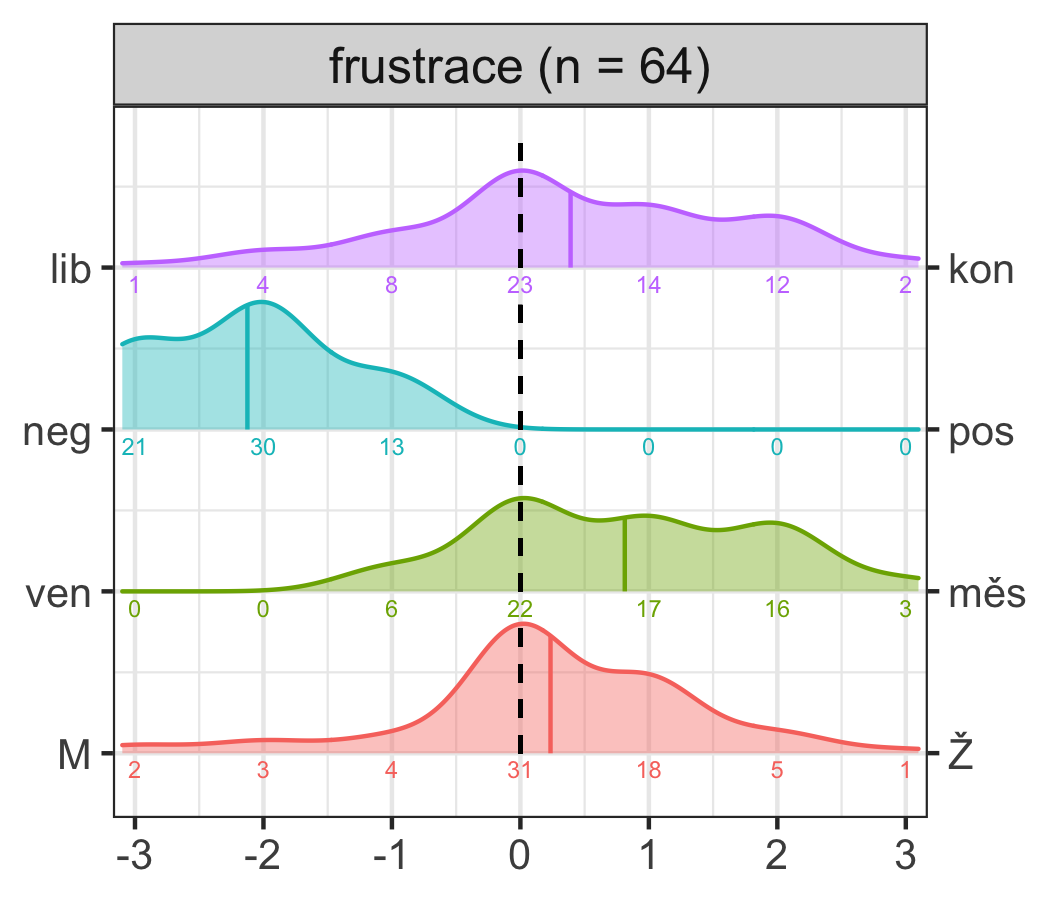 frustrace (n = 64)
lib kon
1 4 8 23 14 12 2
neg pos
21 30 13 0 0 0 0
ven měs
0 0 6 22 17 16 3
M Ž
2 3 4 31 18 5 1
-3 -2 -1 0 1 2 3